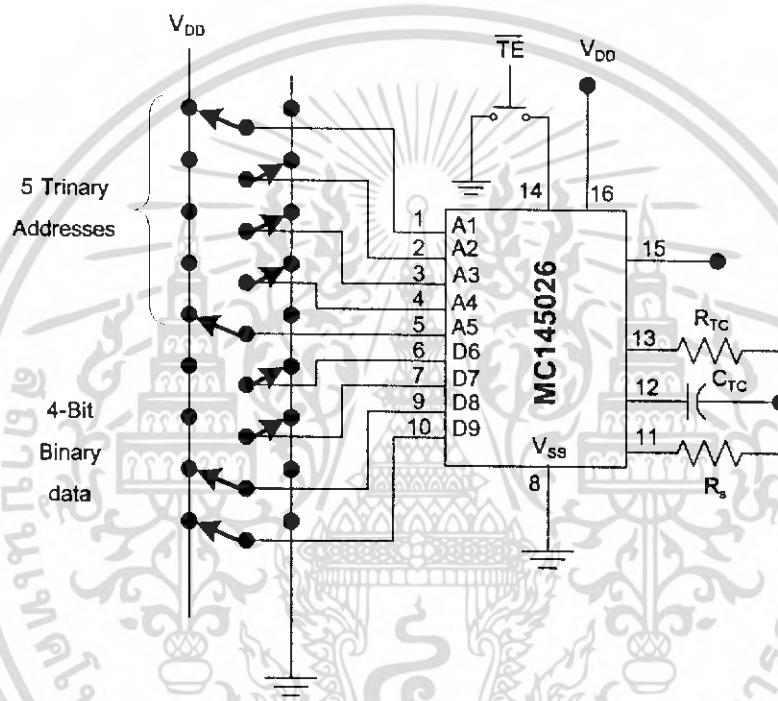 V_DD
TE
V_DD
5 Trinary
Addresses
14
16
1
A1
2
A2
3
A3
4
A4
5
A5
6
D6
7
D7
9
D8
10
D9
MC145026
15
13
R_TC
12
C_TC
11
R_s
V_SS
8
4-Bit
Binary
data